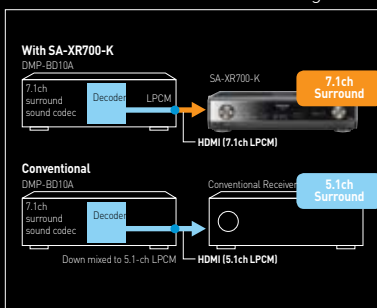 With SA-XR700-K
DMP-BD10A
7.1ch
surround
sound codec
Decoder
LPCM
SA-XR700-K
7.1ch
Surround
HDMI (7.1ch LPCM)
Conventional
DMP-BD10A
7.1ch
surround
sound codec
Decoder
Conventional Receiver
5.1ch
Surround
Down mixed to 5.1-ch LPCM
HDMI (5.1ch LPCM)